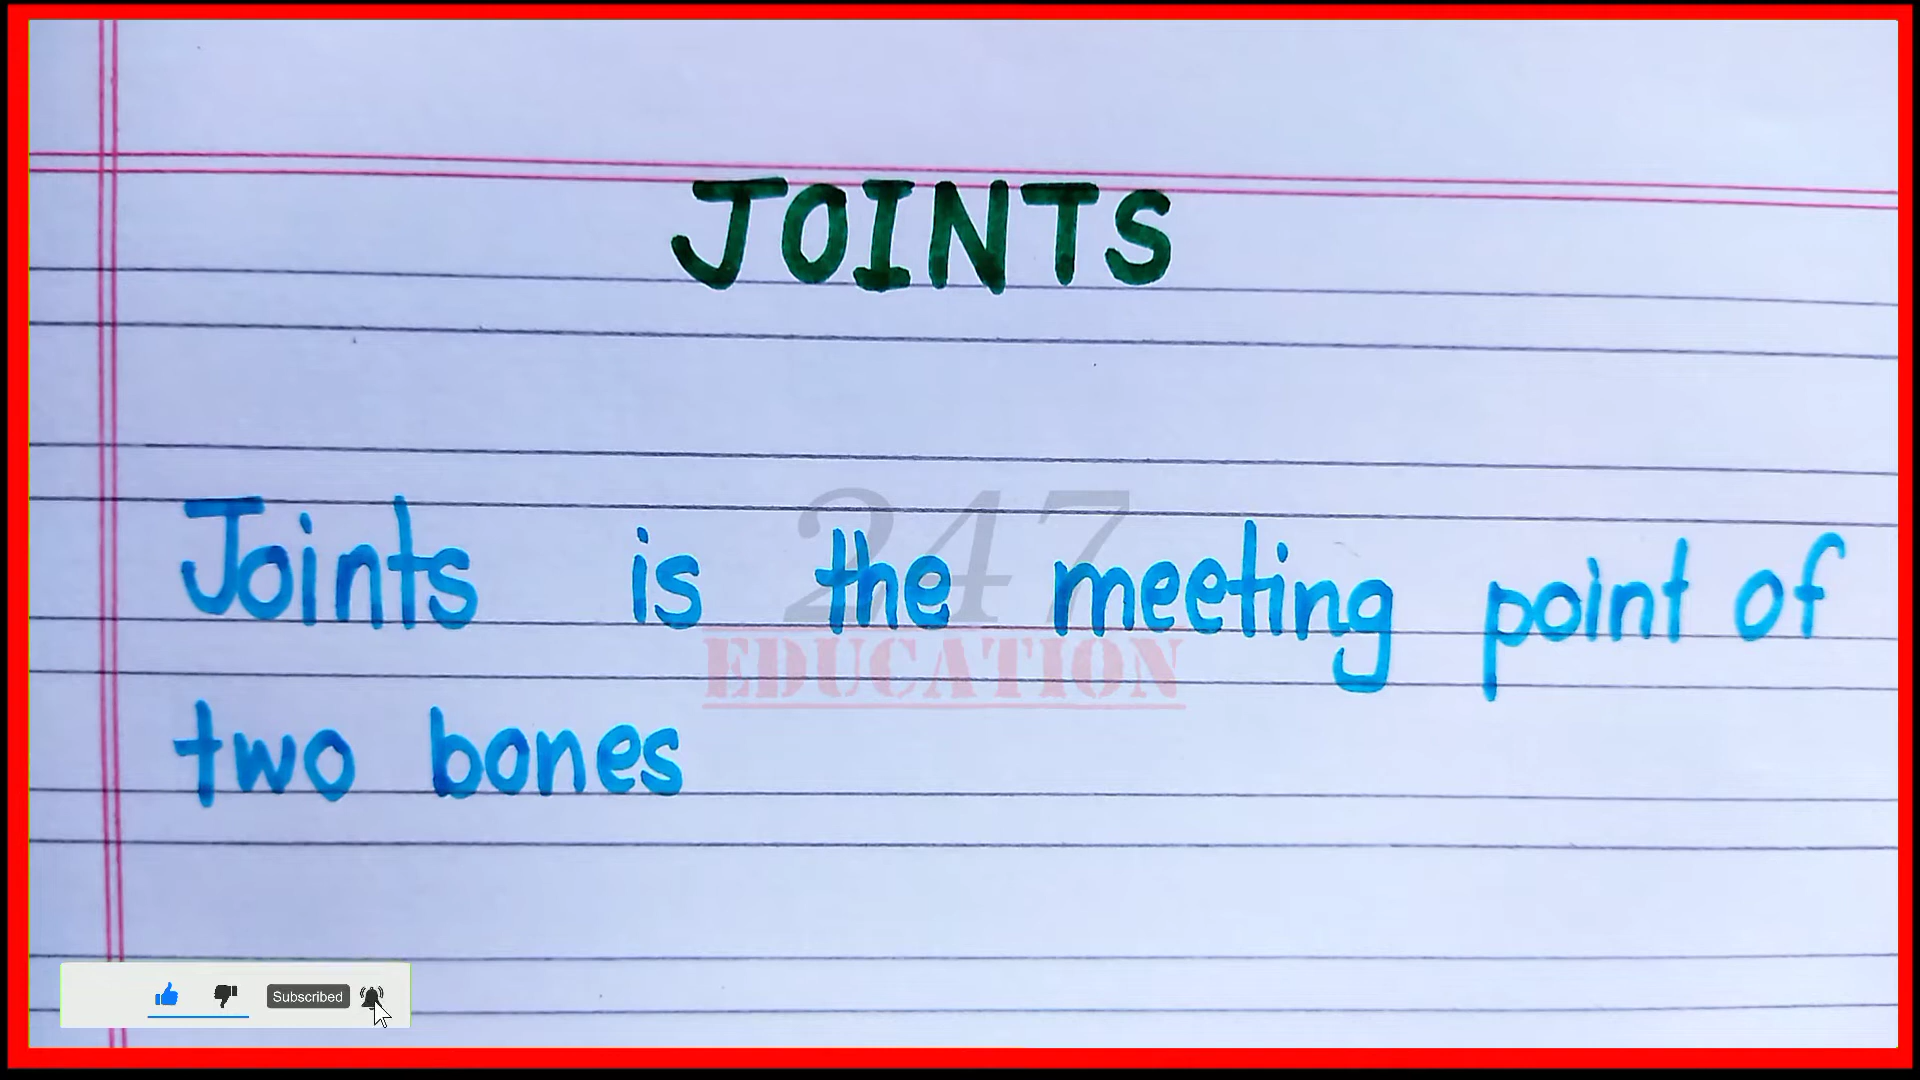 JOINTS
Joints is the meeting point of
two bones
247
EDUCATION
Subscribed